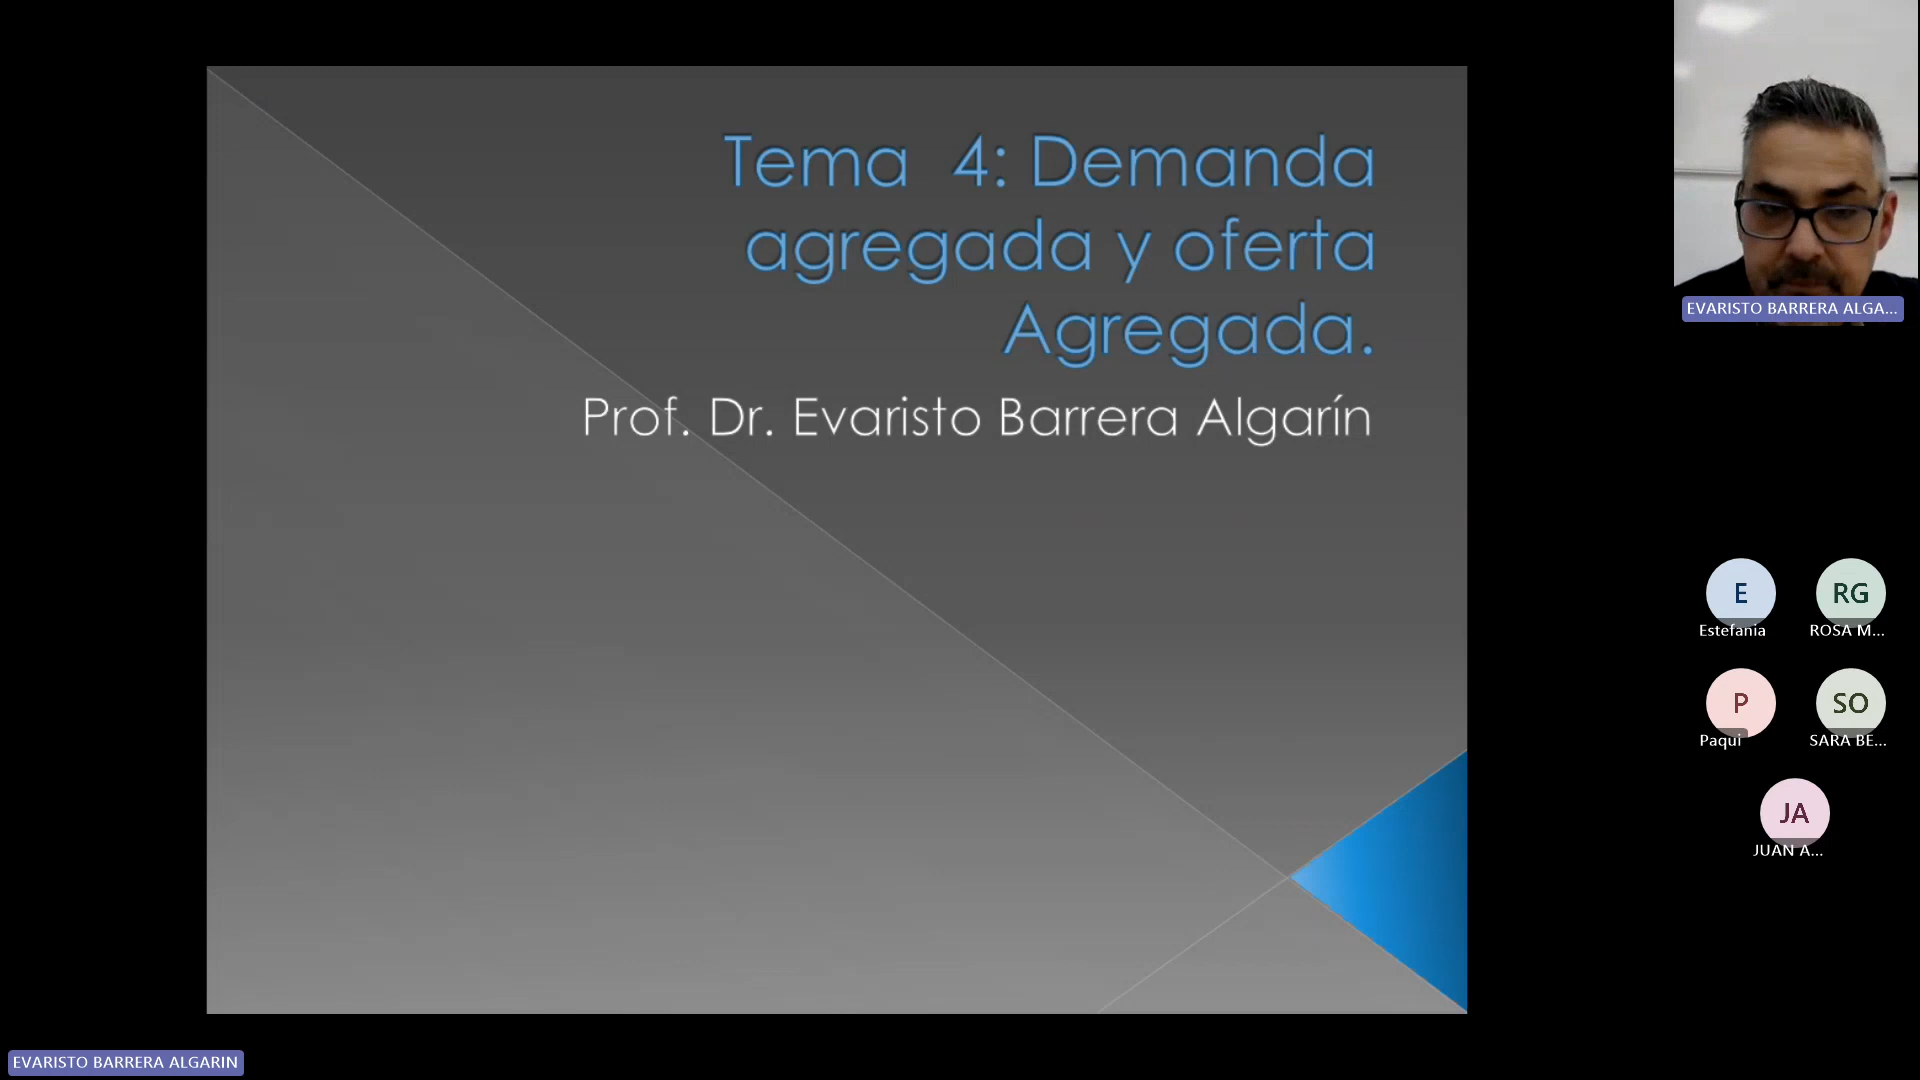 Tema 4: Demanda
agregada y oferta
Agregada.
Prof. Dr. Evaristo Barrera Algarín
EVARISTO BARRERA ALGA...
E
Estefania
RG
ROSA M...
P
Paqui
SO
SARA BE...
JA
JUAN A...
EVARISTO BARRERA ALGARIN